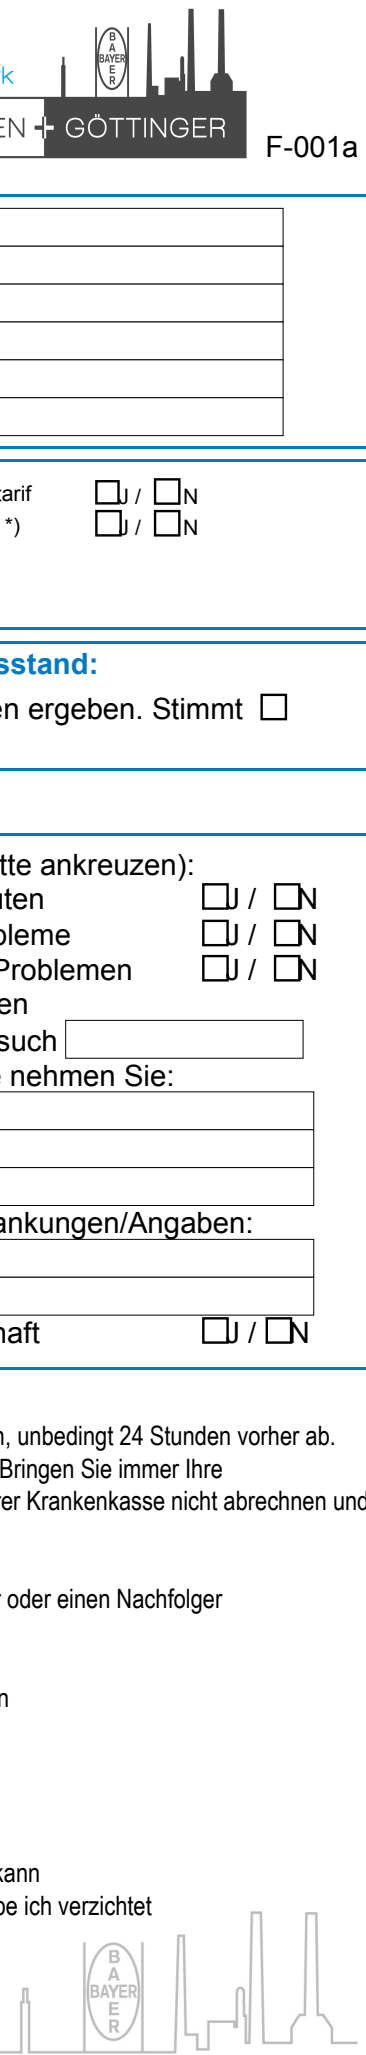 rk
B
A
BAYER
E
R
EN + GÖTTINGER
F-001a
tarif J / N
*) J / N
sstand:
en ergeben. Stimmt
tte ankreuzen):
uten J / N
bleme J / N
Problemen J / N
en
such
e nehmen Sie:
ankungen/Angaben:
haft J / N
n, unbedingt 24 Stunden vorher ab.
Bringen Sie immer Ihre
rer Krankenkasse nicht abrechnen und
r oder einen Nachfolger
n
kann
be ich verzichtet
B
A
BAYER
E
R